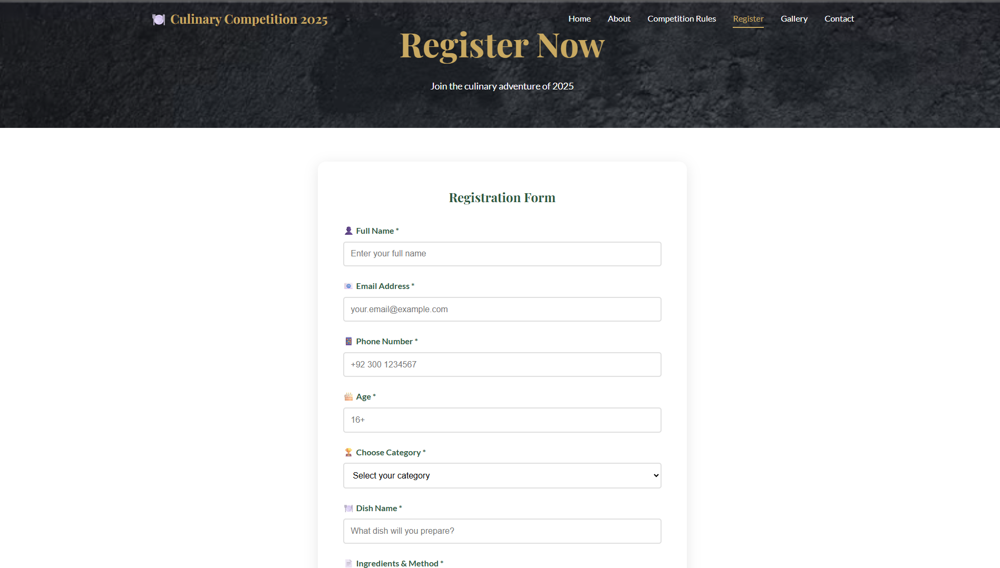 Culinary Competition 2025
Home About Competition Rules Register Gallery Contact
Register Now
Join the culinary adventure of 2025
Registration Form
Full Name *
Enter your full name
Email Address *
your.email@example.com
Phone Number *
+92 300 1234567
Age *
16+
Choose Category *
Select your category
Dish Name *
What dish will you prepare?
Ingredients & Method *